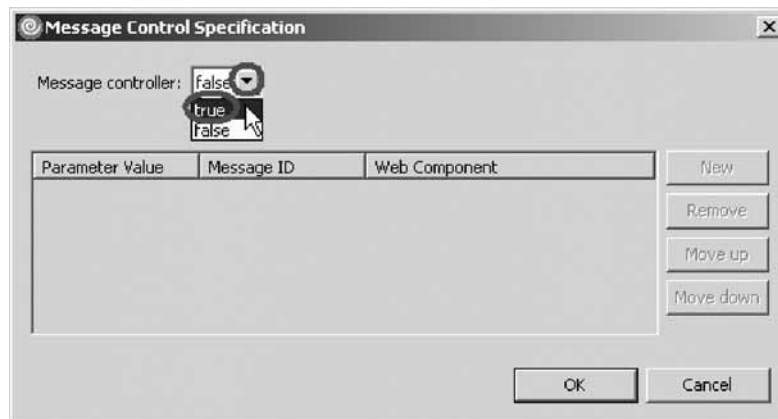 Message Control Specification
Message controller: false
true
false
Parameter Value Message ID Web Component
New
Remove
Move up
Move down
OK Cancel